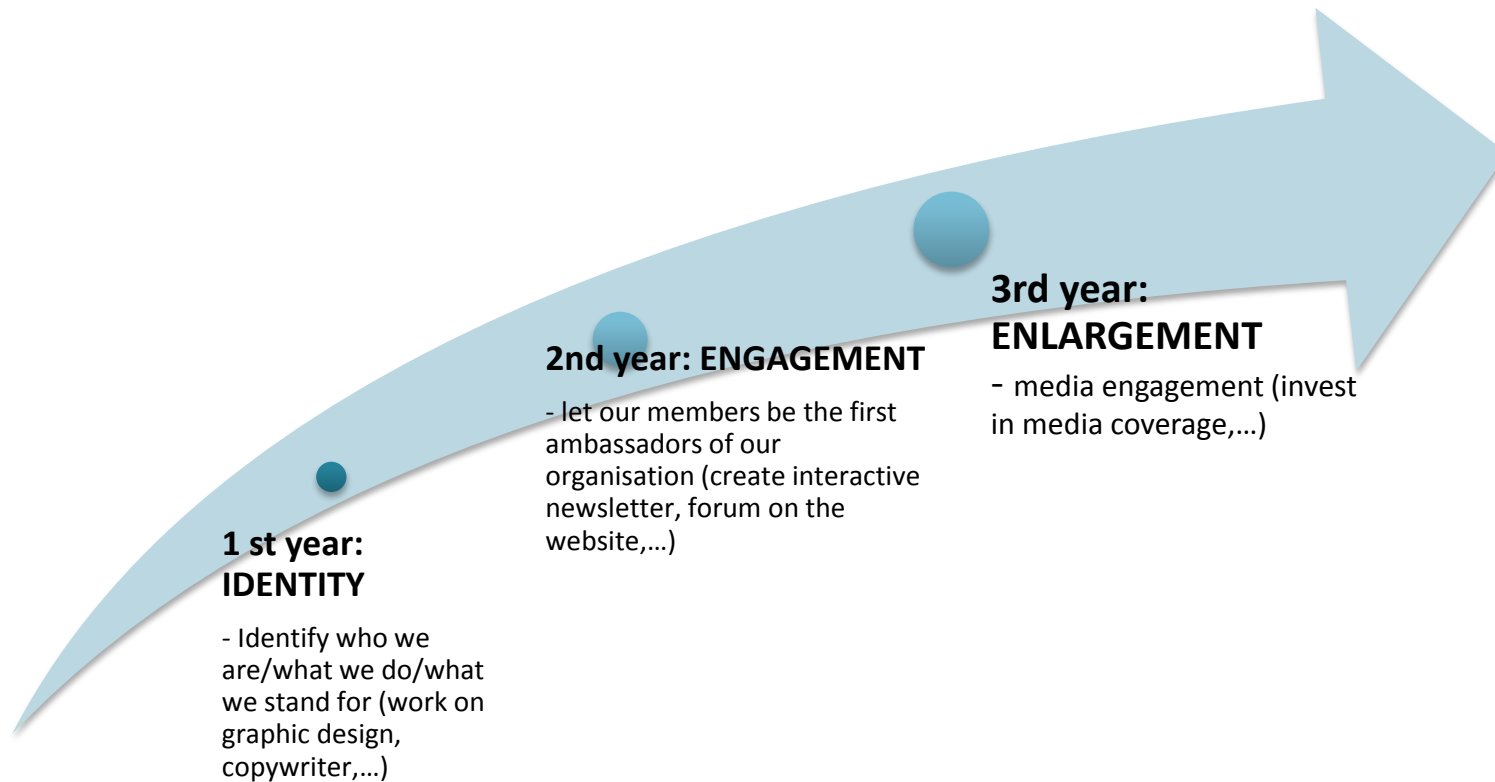 1 st year:
IDENTITY
- Identify who we
are/what we do/what
we stand for (work on
graphic design,
copywriter,…)
2nd year: ENGAGEMENT
- let our members be the first
ambassadors of our
organisation (create interactive
newsletter, forum on the
website,…)
3rd year:
ENLARGEMENT
- media engagement (invest
in media coverage,…)